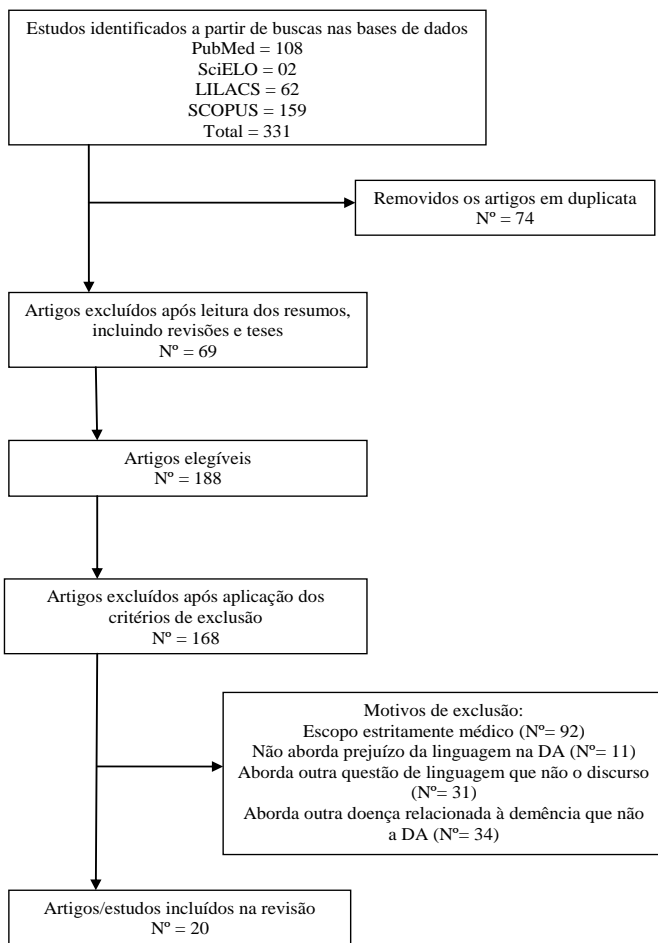 Estudos identificados a partir de buscas nas bases de dados
PubMed = 108
SciELO = 02
LILACS = 62
SCOPUS = 159
Total = 331
Removidos os artigos em duplicata
Nº = 74
Artigos excluídos após leitura dos resumos,
incluindo revisões e teses
Nº = 69
Artigos elegíveis
Nº = 188
Artigos excluídos após aplicação dos
critérios de exclusão
Nº = 168
Motivos de exclusão:
Escopo estritamente médico (Nº= 92)
Não aborda prejuízo da linguagem na DA (Nº= 11)
Aborda outra questão de linguagem que não o discurso
(Nº= 31)
Aborda outra doença relacionada à demência que não
a DA (Nº= 34)
Artigos/estudos incluídos na revisão
Nº = 20